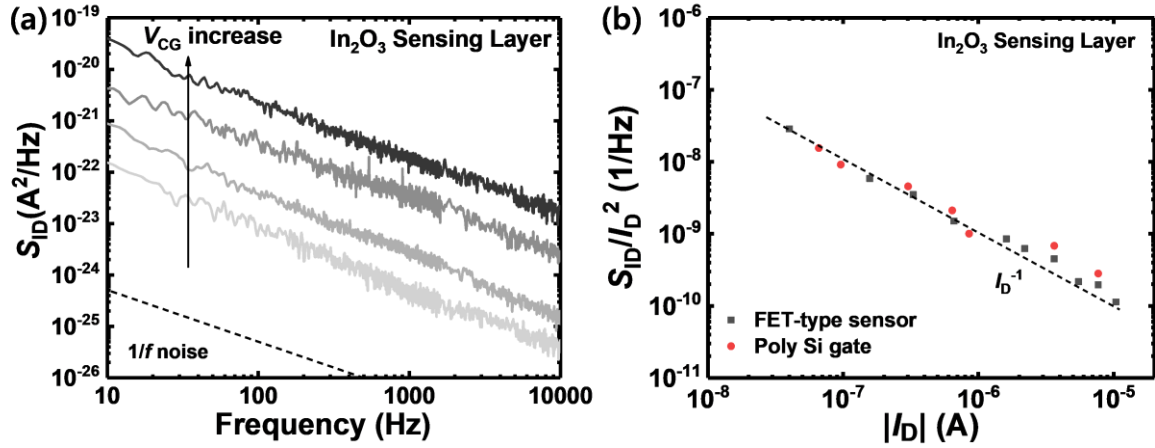 (a)
10⁻¹⁹
10⁻²⁰
10⁻²¹
10⁻²²
10⁻²³
10⁻²⁴
10⁻²⁵
10⁻²⁶
S_ID(A²/Hz)
V_CG increase
In₂O₃ Sensing Layer
1/f noise
10 100 1000 10000
Frequency (Hz)
(b)
10⁻⁶
10⁻⁷
10⁻⁸
10⁻⁹
10⁻¹⁰
10⁻¹¹
S_ID/I_D² (1/Hz)
In₂O₃ Sensing Layer
I_D⁻¹
FET-type sensor
Poly Si gate
10⁻⁸ 10⁻⁷ 10⁻⁶ 10⁻⁵
|I_D| (A)